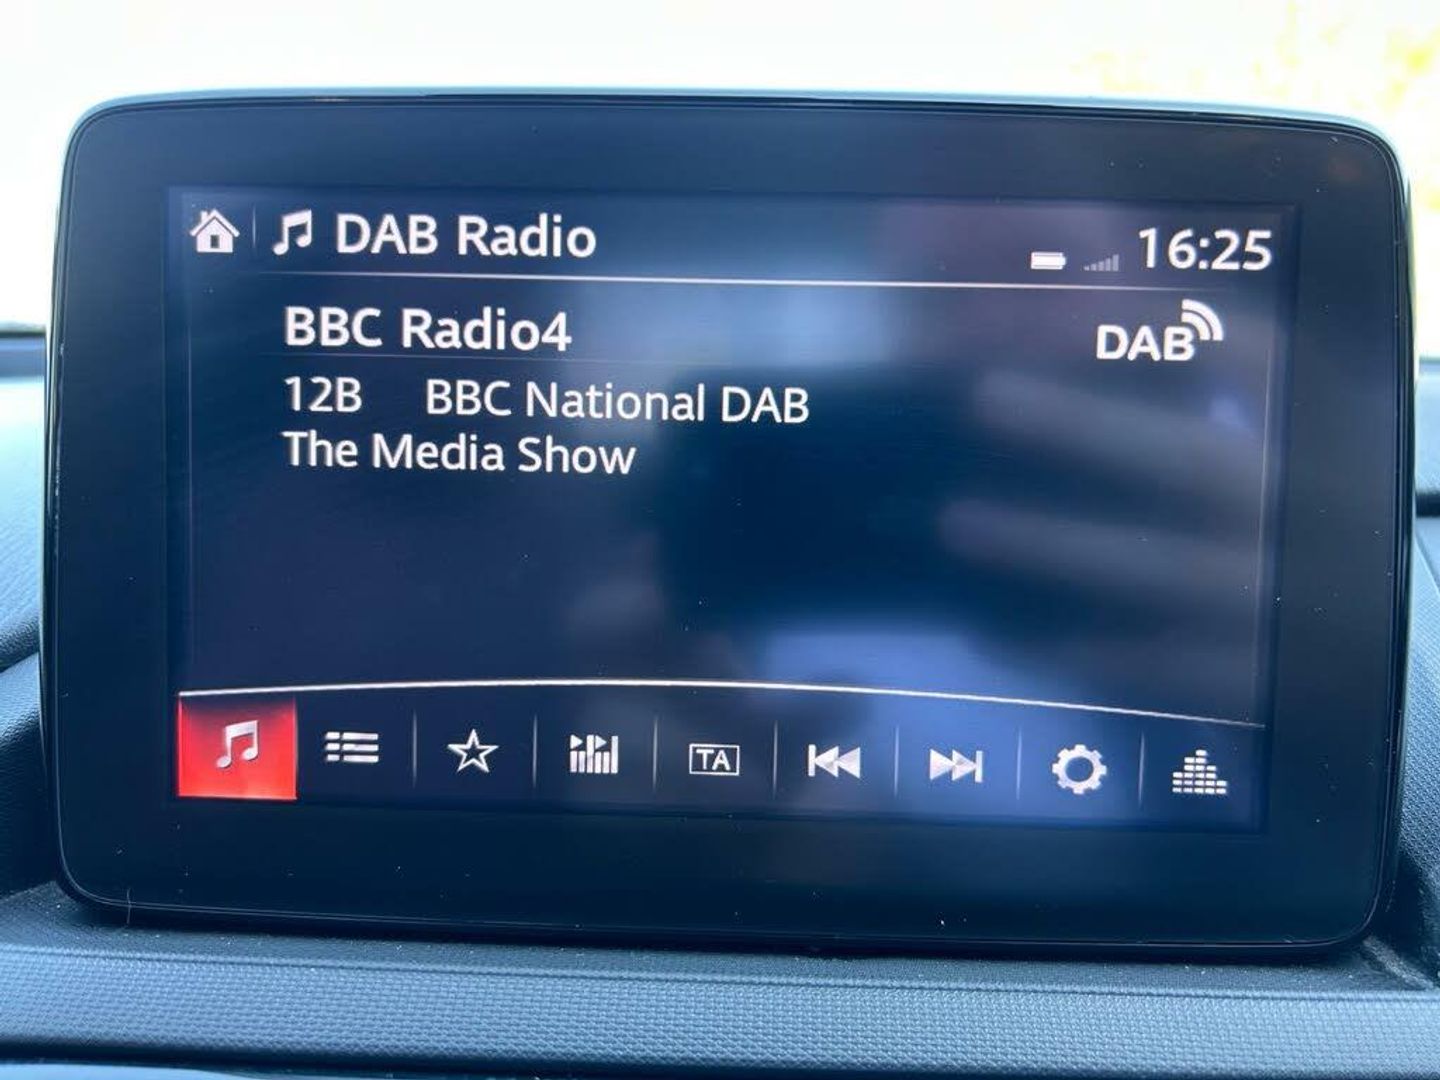 DAB Radio
16:25
BBC Radio4
DAB
12B BBC National DAB
The Media Show
TA